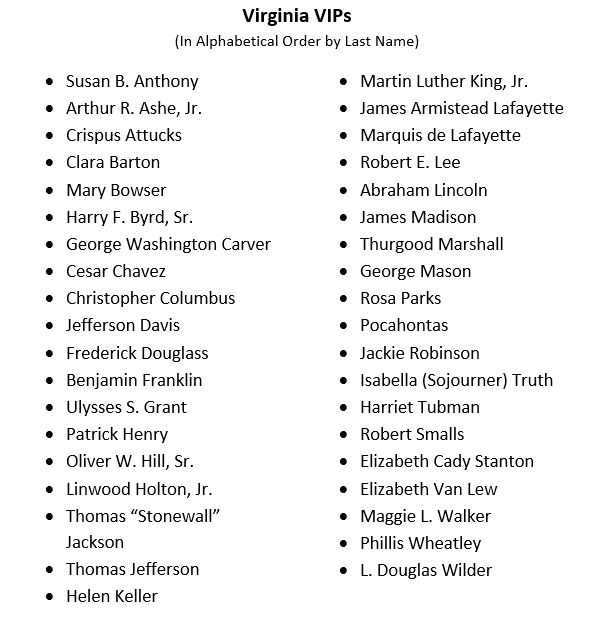 Virginia VIPs
(In Alphabetical Order by Last Name)
• Susan B. Anthony
• Arthur R. Ashe, Jr.
• Crispus Attucks
• Clara Barton
• Mary Bowser
• Harry F. Byrd, Sr.
• George Washington Carver
• Cesar Chavez
• Christopher Columbus
• Jefferson Davis
• Frederick Douglass
• Benjamin Franklin
• Ulysses S. Grant
• Patrick Henry
• Oliver W. Hill, Sr.
• Linwood Holton, Jr.
• Thomas “Stonewall”
Jackson
• Thomas Jefferson
• Helen Keller
• Martin Luther King, Jr.
• James Armistead Lafayette
• Marquis de Lafayette
• Robert E. Lee
• Abraham Lincoln
• James Madison
• Thurgood Marshall
• George Mason
• Rosa Parks
• Pocahontas
• Jackie Robinson
• Isabella (Sojourner) Truth
• Harriet Tubman
• Robert Smalls
• Elizabeth Cady Stanton
• Elizabeth Van Lew
• Maggie L. Walker
• Phillis Wheatley
• L. Douglas Wilder